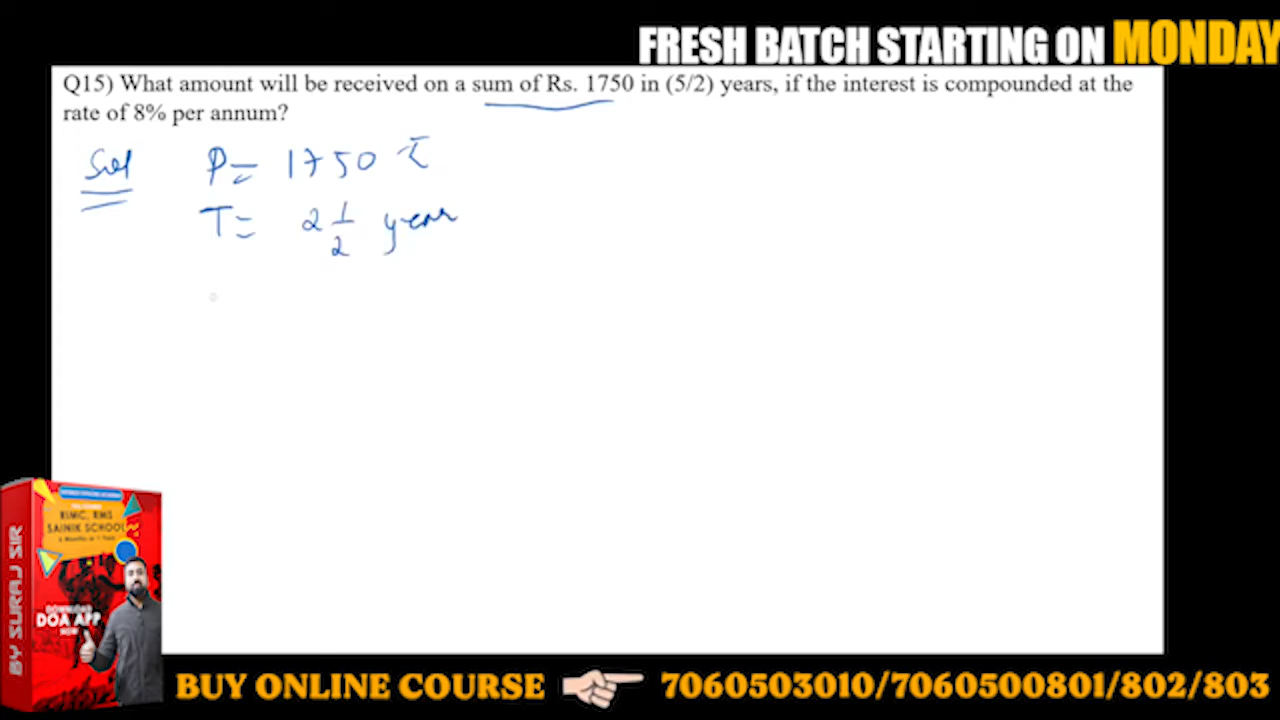 FRESH BATCH STARTING ON MONDAY
Q15) What amount will be received on a sum of Rs. 1750 in (5/2) years, if the interest is compounded at the
rate of 8% per annum?
Sol P= 1750 ₹
T= 2 1/2 year
RIMC, RMS
SAINIK SCHOOL
DOWNLOAD
DOA APP
NOW
BY SURAJ SIR
BUY ONLINE COURSE 7060503010/7060500801/802/803